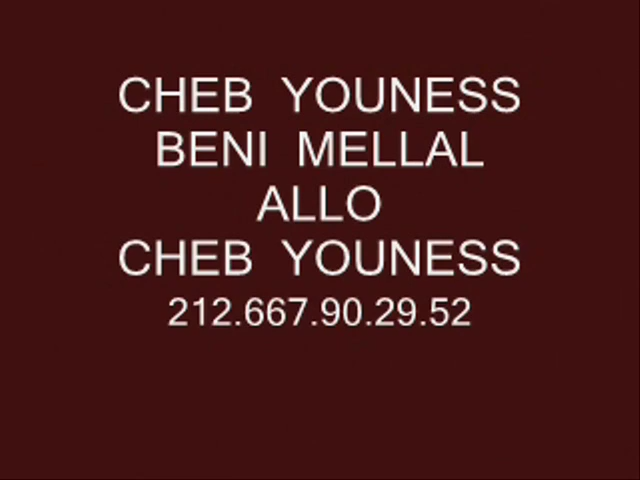 CHEB YOUNESS
BENI MELLAL
ALLO
CHEB YOUNESS
212.667.90.29.52